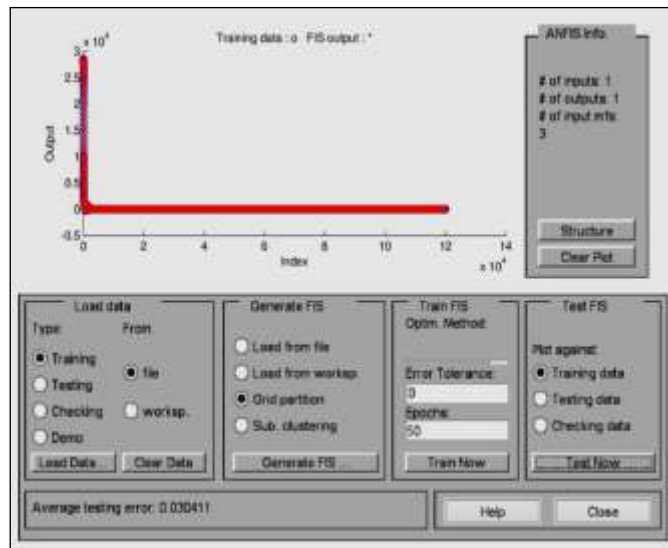 x 10^4
Training data : o FIS output : *
3
2.5
2
1.5
1
0.5
0
-0.5
Output
0 2 4 6 8 10 12 14
Index
x 10^4
ANFIS Info.
# of inputs: 1
# of outputs: 1
# of input mfs:
3
Structure
Clear Plot
Load data
Type: From:
Training
Testing
Checking
Demo
file
worksp.
Load Data... Clear Data
Generate FIS
Load from file
Load from worksp.
Grid partition
Sub. clustering
Generate FIS ...
Train FIS
Optim. Method:
Error Tolerance:
0
Epochs:
50
Train Now
Test FIS
Plot against:
Training data
Testing data
Checking data
Test Now
Average testing error: 0.030411
Help Close